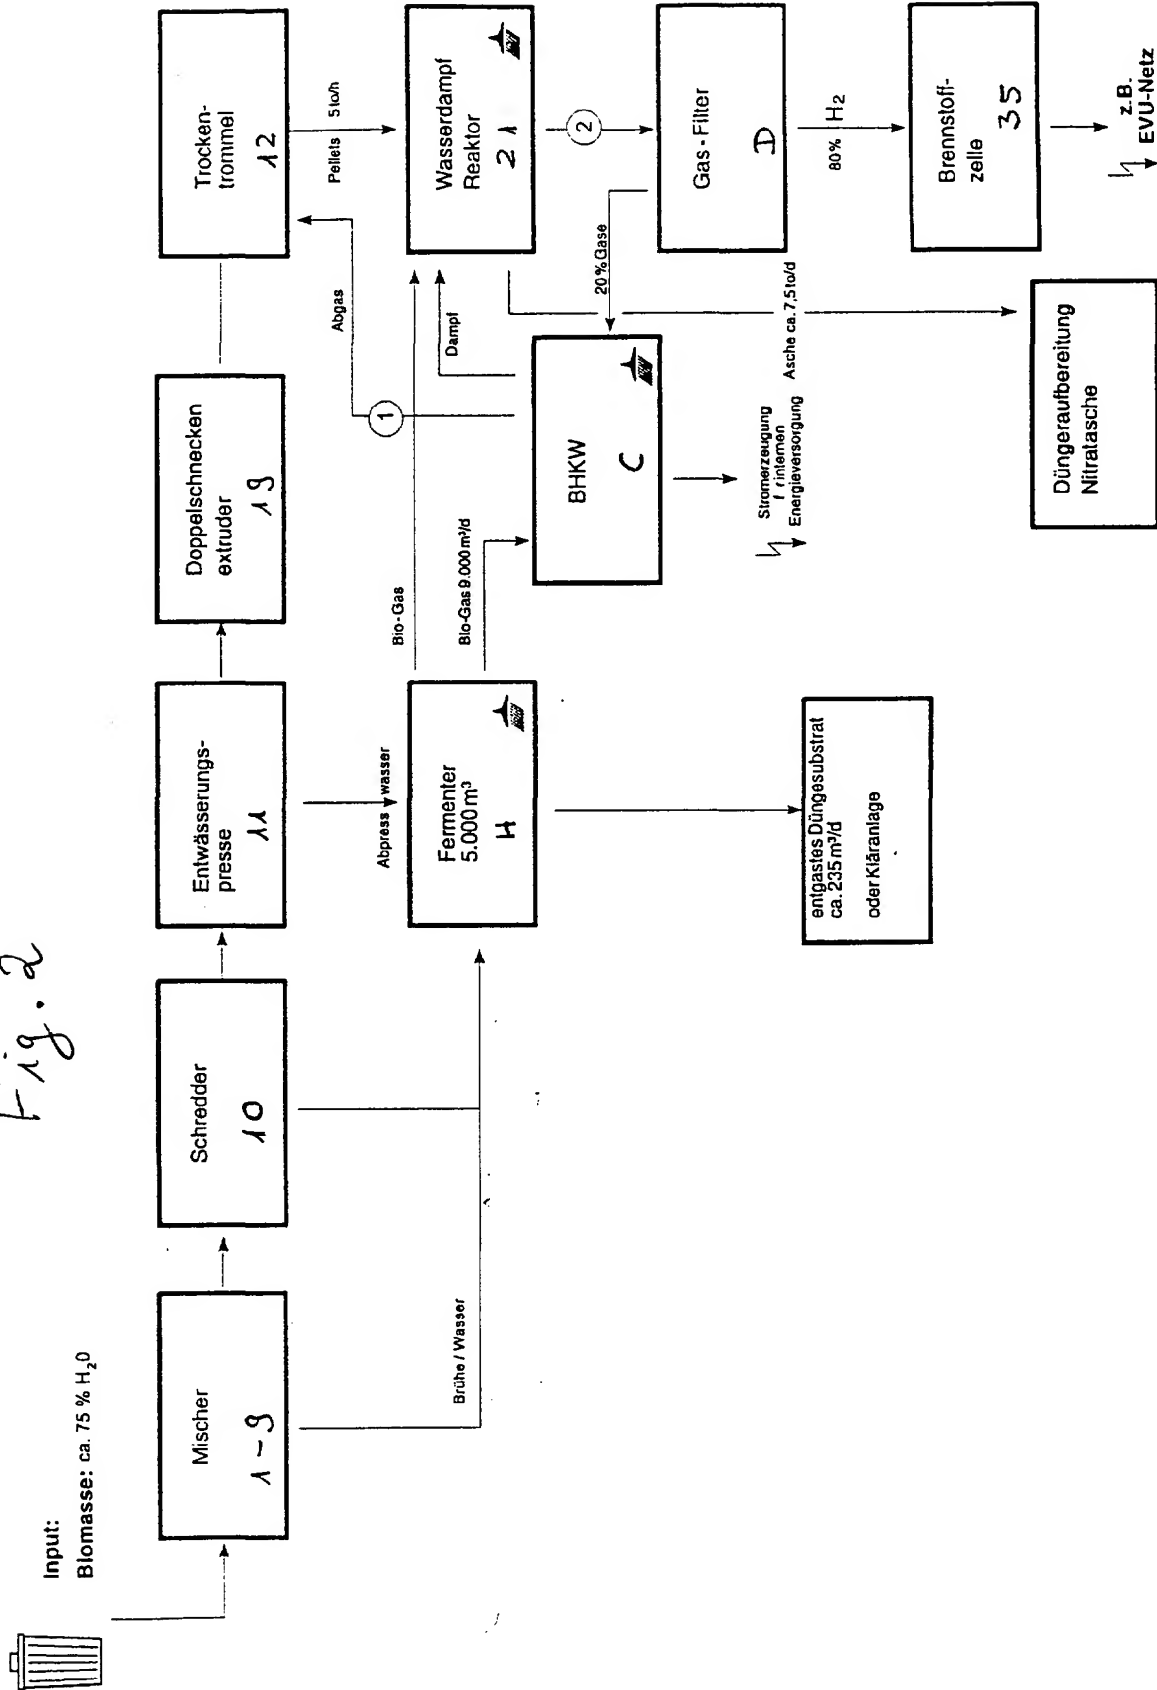 Fig. 2
Input:
Biomasse: ca. 75 % H₂O
Mischer
1-9
Schredder
10
Entwässerungs-
presse
11
Doppelschnecken
extruder
19
Trocken-
trommel
12
Brühe / Wasser
Abpress wasser
Bio-Gas
Bio-Gas 9.000 m³/d
Abgas
1
Dampf
Pellets 5 to/h
Fermenter
5.000 m³
H
BHKW
C
Wasserdampf
Reaktor
21
2
20% Gase
Gas-Filter
D
80% H2
Brennstoff-
zelle
35
z.B.
EVU-Netz
Stromerzeugung
f r internen
Energieversorgung
Asche ca. 7,5 to/d
entgastes Düngesubstrat
ca. 235 m³/d
oder Kläranlage
Düngeraufbereitung
Nitratasche